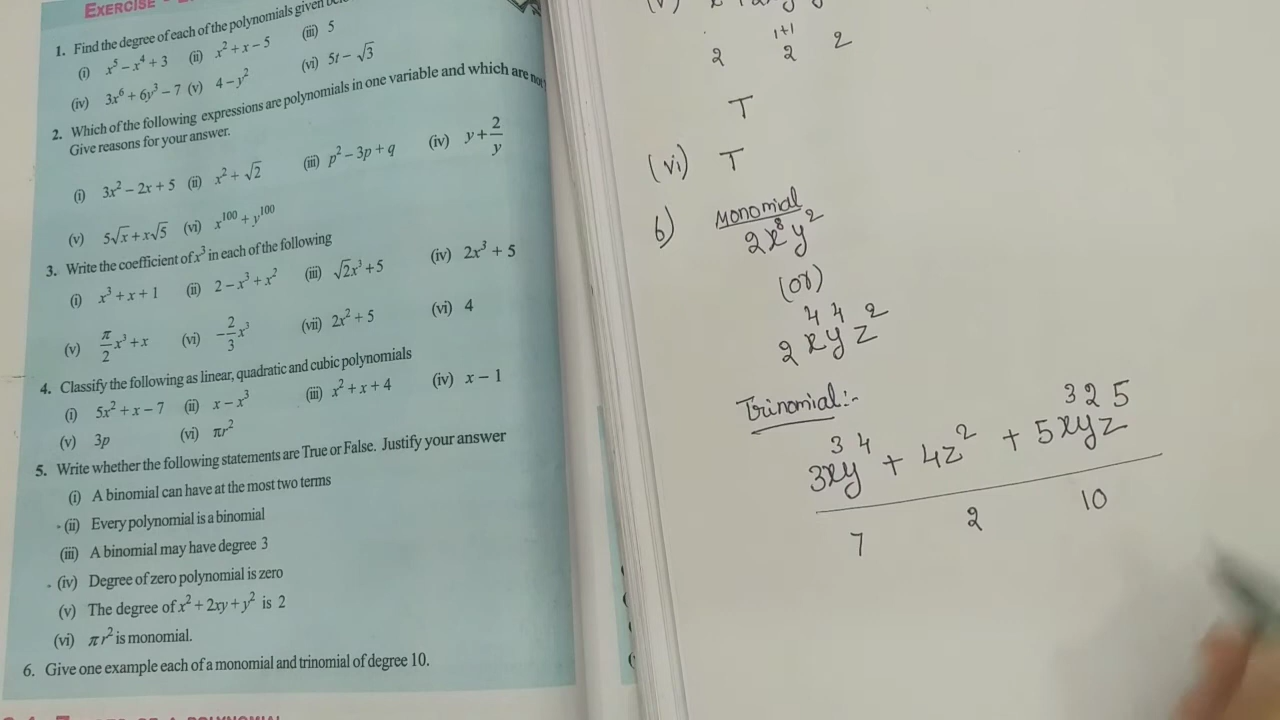 EXERCISE -
1. Find the degree of each of the polynomials given
(i) x⁵ – x⁴ + 3 (ii) x² + x – 5 (iii) 5
(iv) 3x⁶ + 6y³ – 7 (v) 4 – y² (vi) 5t – √3
2. Which of the following expressions are polynomials in one variable and which are not
Give reasons for your answer.
(i) 3x² – 2x + 5 (ii) x² + √2 (iii) p² – 3p + q (iv) y + 2/y
(v) 5√x + x√5 (vi) x¹⁰⁰ + y¹⁰⁰
3. Write the coefficient of x³ in each of the following
(i) x³ + x + 1 (ii) 2 – x³ + x² (iii) √2x³ + 5 (iv) 2x³ + 5
(v) π/2 x³ + x (vi) –2/3 x³ (vii) 2x² + 5 (vi) 4
4. Classify the following as linear, quadratic and cubic polynomials
(i) 5x² + x – 7 (ii) x – x³ (iii) x² + x + 4 (iv) x – 1
(v) 3p (vi) πr²
5. Write whether the following statements are True or False. Justify your answer
(i) A binomial can have at the most two terms
(ii) Every polynomial is a binomial
(iii) A binomial may have degree 3
(iv) Degree of zero polynomial is zero
(v) The degree of x² + 2xy + y² is 2
(vi) πr² is monomial.
6. Give one example each of a monomial and trinomial of degree 10.
(v)
1+1
2 2 2
T
(vi) T
6) Monomial
2x⁸y²
(or)
2x⁴y⁴z²
Trinomial:-
3x³y⁴ + 4z² + 5x³y²z⁵
7 2 10